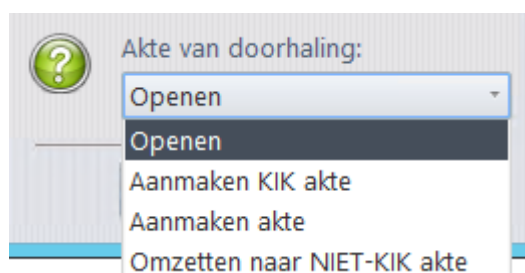 Akte van doorhaling:
Openen
Openen
Aanmaken KIK akte
Aanmaken akte
Omzetten naar NIET-KIK akte